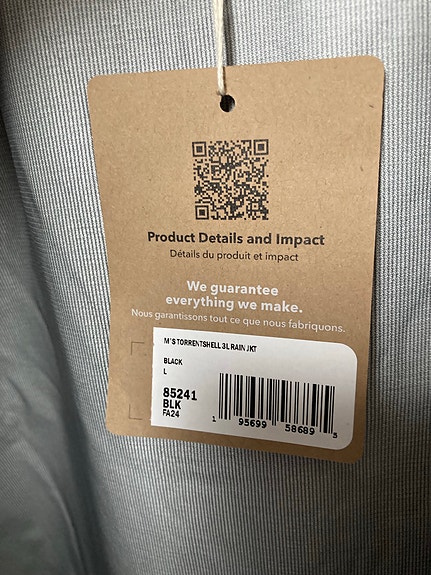 Product Details and Impact
Détails du produit et impact
We guarantee
everything we make.
Nous garantissons tout ce que nous fabriquons.
M'S TORRENTSHELL 3L RAIN JKT
BLACK
L
85241
BLK
FA24
1 95699 58689 5